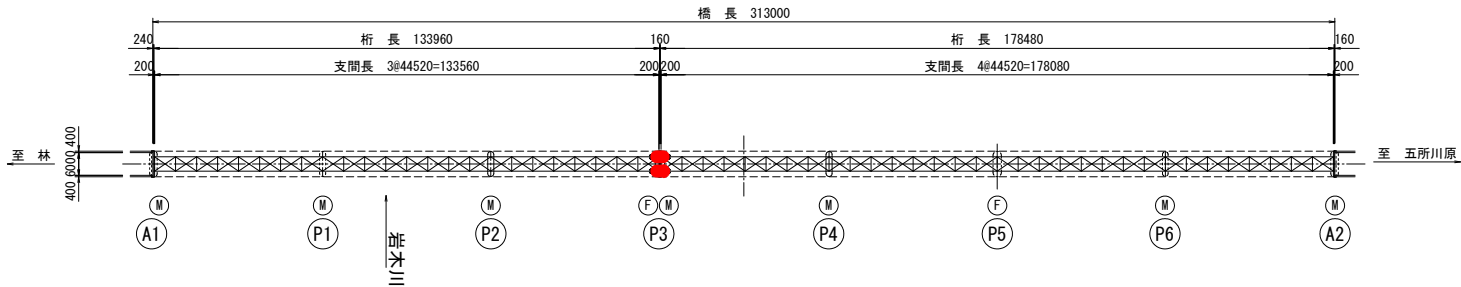 橋 長 313000
240 桁 長 133960 160 桁 長 178480 160
200 支間長 3@44520=133560 200 200 支間長 4@44520=178080 200
400
6000
400
至 林
至 五所川原
M M M F M M F M M
A1 P1 P2 P3 P4 P5 P6 A2
岩木川